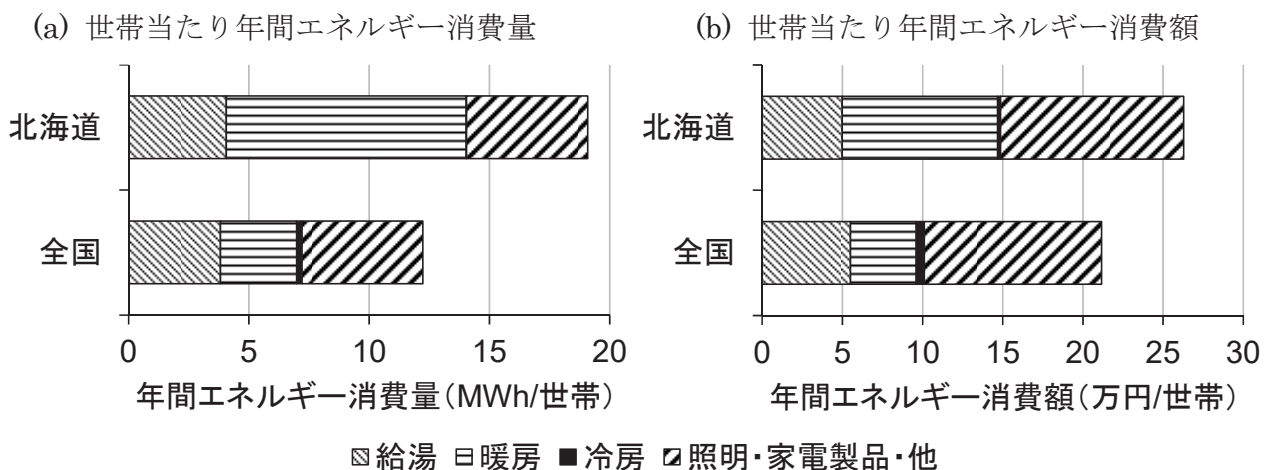 (a) 世帯当たり年間エネルギー消費量
北海道
全国
0 5 10 15 20
年間エネルギー消費量(MWh/世帯)
(b) 世帯当たり年間エネルギー消費額
北海道
全国
0 5 10 15 20 25 30
年間エネルギー消費額(万円/世帯)
給湯 暖房 冷房 照明・家電製品・他